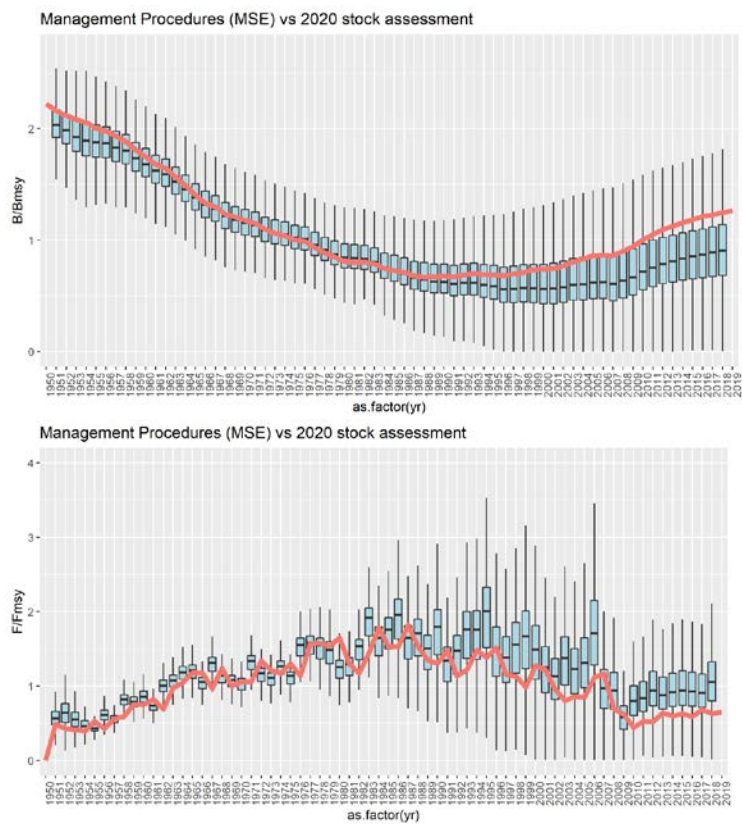 Management Procedures (MSE) vs 2020 stock assessment
2
1
0
B/Bmsy
1950 1951 1952 1953 1954 1955 1956 1957 1958 1959 1960 1961 1962 1963 1964 1965 1966 1967 1968 1969 1970 1971 1972 1973 1974 1975 1976 1977 1978 1979 1980 1981 1982 1983 1984 1985 1986 1987 1988 1989 1990 1991 1992 1993 1994 1995 1996 1997 1998 1999 2000 2001 2002 2003 2004 2005 2006 2007 2008 2009 2010 2011 2012 2013 2014 2015 2016 2017 2018 2019
as.factor(yr)
Management Procedures (MSE) vs 2020 stock assessment
4
3
2
1
0
F/Fmsy
1950 1951 1952 1953 1954 1955 1956 1957 1958 1959 1960 1961 1962 1963 1964 1965 1966 1967 1968 1969 1970 1971 1972 1973 1974 1975 1976 1977 1978 1979 1980 1981 1982 1983 1984 1985 1986 1987 1988 1989 1990 1991 1992 1993 1994 1995 1996 1997 1998 1999 2000 2001 2002 2003 2004 2005 2006 2007 2008 2009 2010 2011 2012 2013 2014 2015 2016 2017 2018 2019
as.factor(yr)